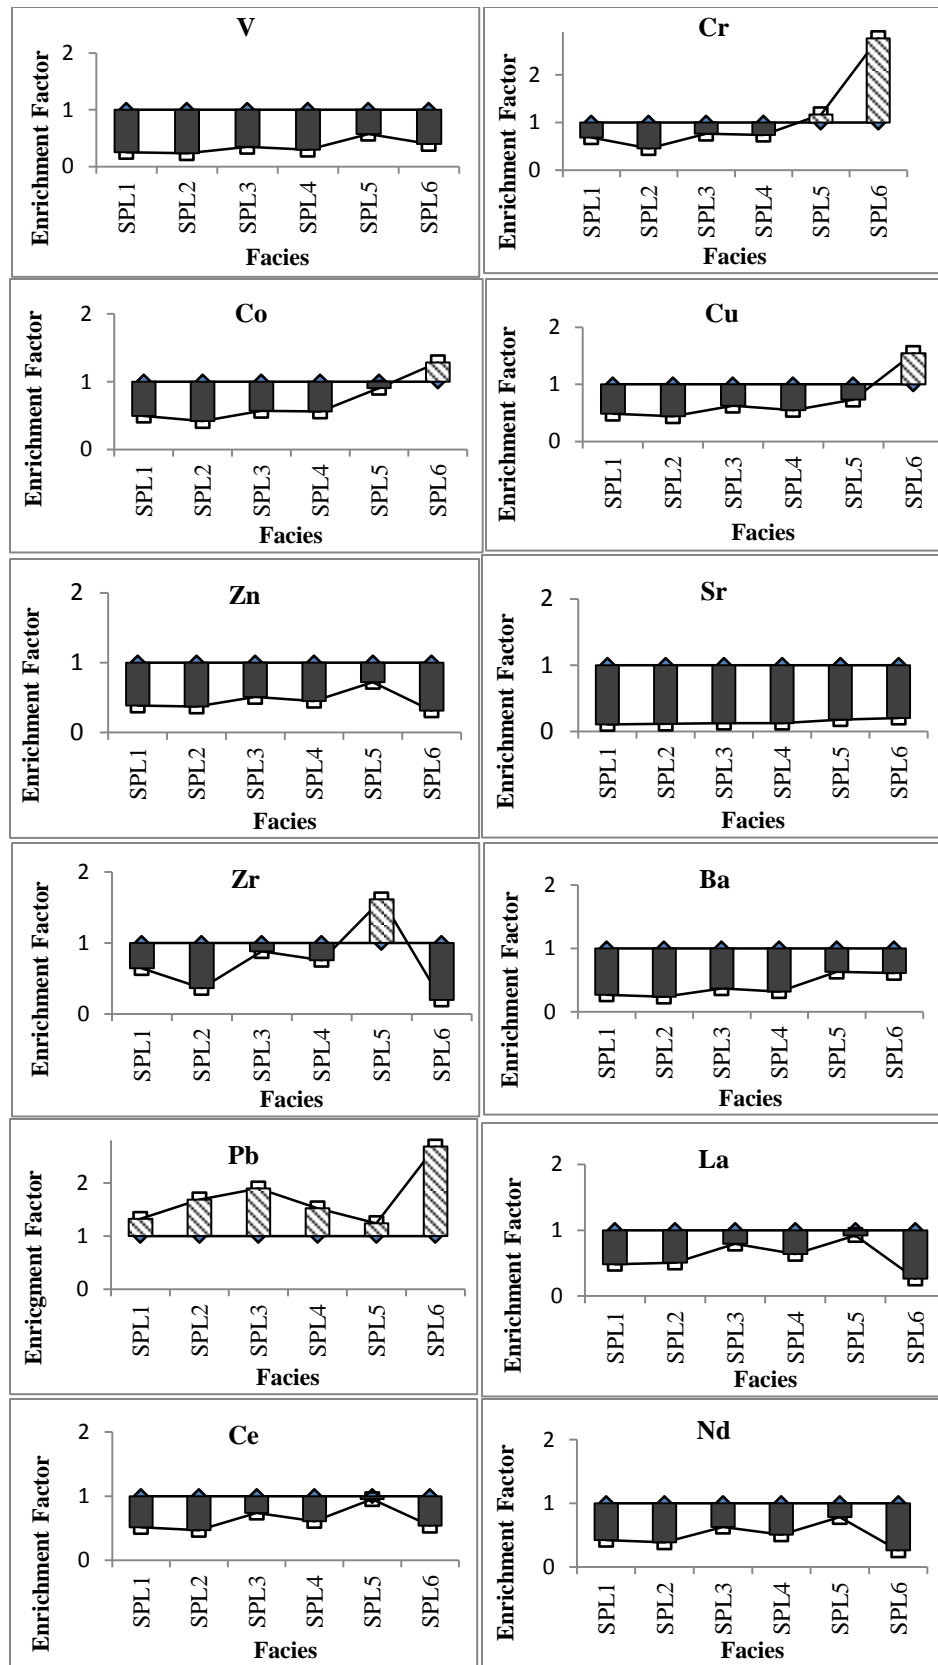 V
Enrichment Factor
2
1
0
SPL1 SPL2 SPL3 SPL4 SPL5 SPL6
Facies
Cr
Enrichment Factor
2
1
0
SPL1 SPL2 SPL3 SPL4 SPL5 SPL6
Facies
Co
Enrichment Factor
2
1
0
SPL1 SPL2 SPL3 SPL4 SPL5 SPL6
Facies
Cu
Enrichment Factor
2
1
0
SPL1 SPL2 SPL3 SPL4 SPL5 SPL6
Facies
Zn
Enrichment Factor
2
1
0
SPL1 SPL2 SPL3 SPL4 SPL5 SPL6
Facies
Sr
Enrichment Factor
2
1
0
SPL1 SPL2 SPL3 SPL4 SPL5 SPL6
Facies
Zr
Enrichment Factor
2
1
0
SPL1 SPL2 SPL3 SPL4 SPL5 SPL6
Facies
Ba
Enrichment Factor
2
1
0
SPL1 SPL2 SPL3 SPL4 SPL5 SPL6
Facies
Pb
Enricgment Factor
2
1
0
SPL1 SPL2 SPL3 SPL4 SPL5 SPL6
Facies
La
Enrichment Factor
2
1
0
SPL1 SPL2 SPL3 SPL4 SPL5 SPL6
Facies
Ce
Enrichment Factor
2
1
0
SPL1 SPL2 SPL3 SPL4 SPL5 SPL6
Facies
Nd
Enrichment Factor
2
1
0
SPL1 SPL2 SPL3 SPL4 SPL5 SPL6
Facies